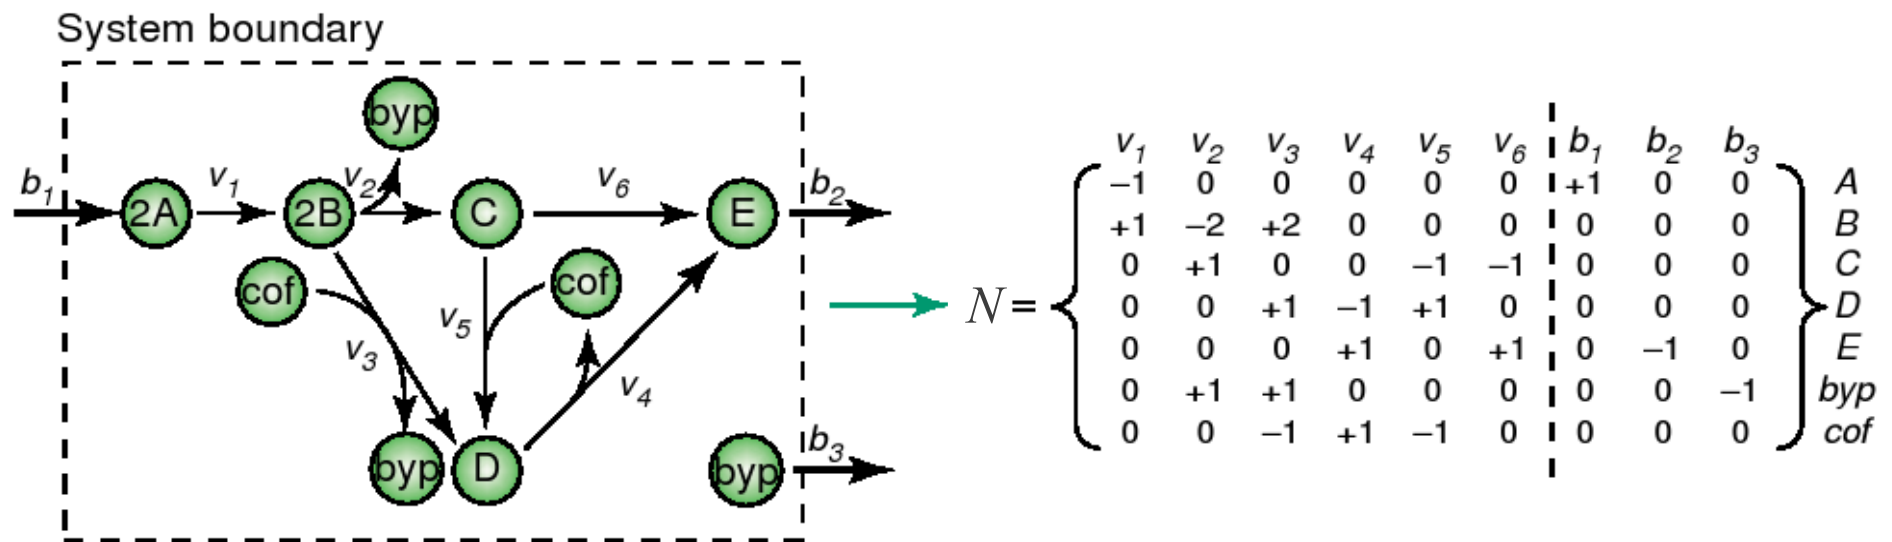 System boundary
byp
b1 2A v1 2B v2 C v6 E b2
cof cof
v5
v3 v4
byp D byp b3
v1 v2 v3 v4 v5 v6 b1 b2 b3
−1 0 0 0 0 0 +1 0 0 A
+1 −2 +2 0 0 0 0 0 0 B
0 +1 0 0 −1 −1 0 0 0 C
N = 0 0 +1 −1 +1 0 0 0 0 D
0 0 0 +1 0 +1 0 −1 0 E
0 +1 +1 0 0 0 0 0 −1 byp
0 0 −1 +1 −1 0 0 0 0 cof